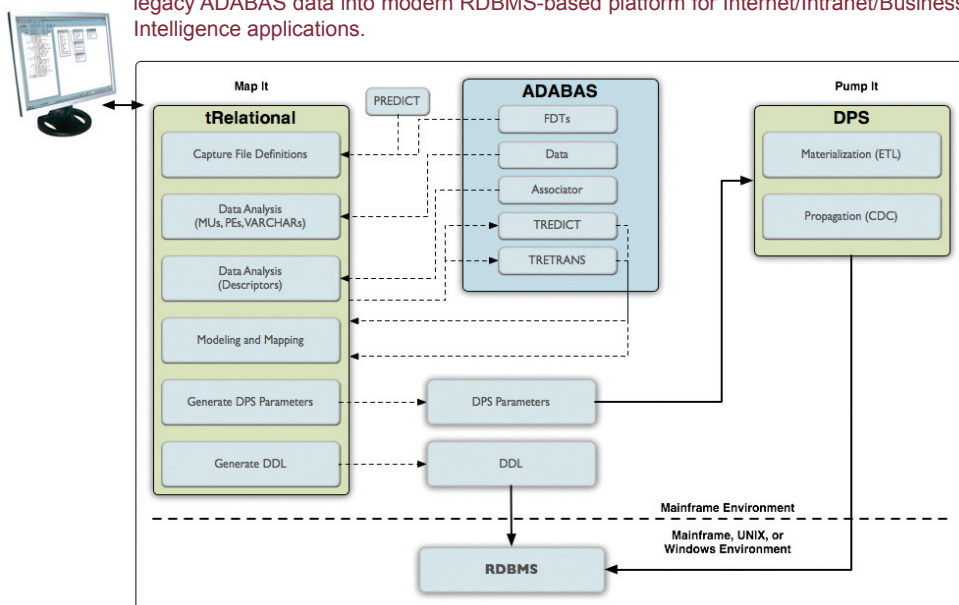 legacy ADABAS data into modern RDBMS-based platform for Internet/Intranet/Business
Intelligence applications.
Map It
Pump It
tRelational
PREDICT
ADABAS
DPS
Capture File Definitions
FDTs
Materialization (ETL)
Data
Data Analysis
(MUs, PEs, VARCHARs)
Associator
Propagation (CDC)
TREDICT
TRETRANS
Data Analysis
(Descriptors)
Modeling and Mapping
Generate DPS Parameters
DPS Parameters
Generate DDL
DDL
Mainframe Environment
Mainframe, UNIX, or
Windows Environment
RDBMS